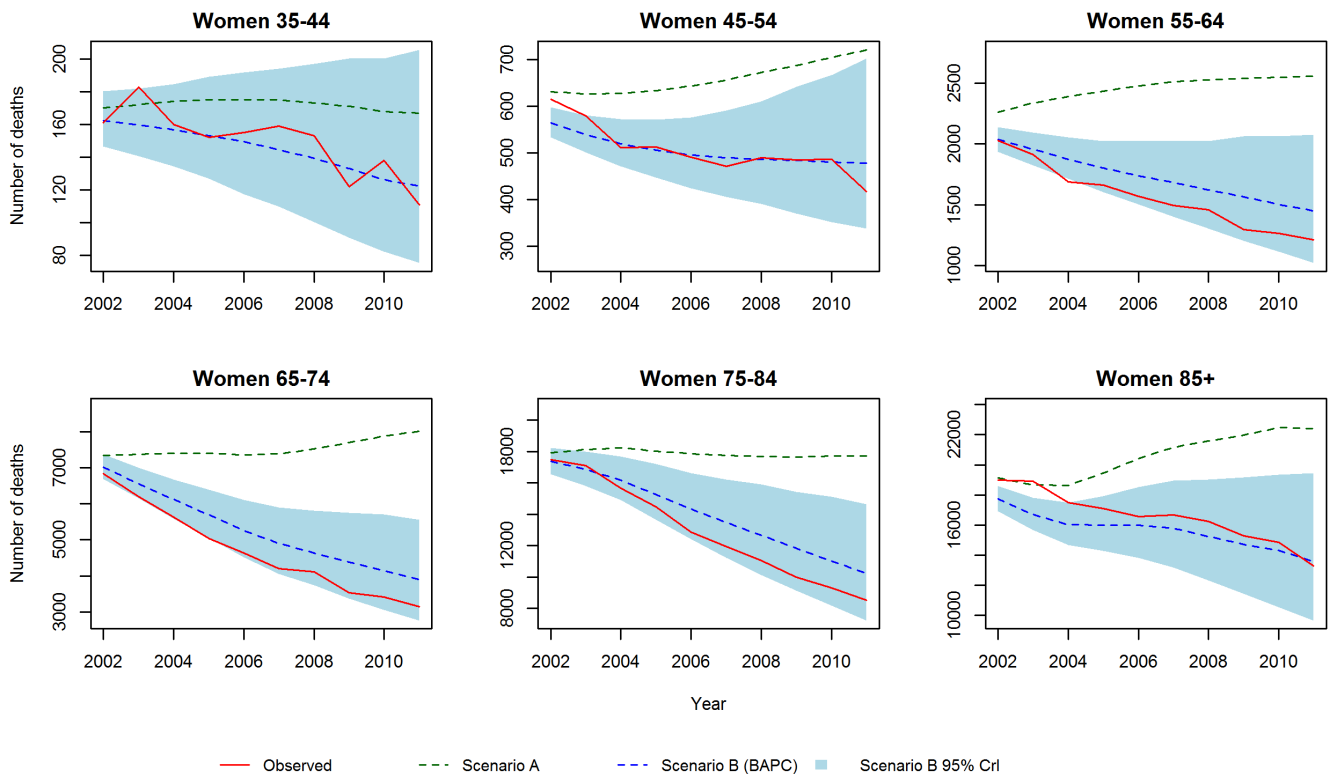 Women 35-44
Women 45-54
Women 55-64
Number of deaths
200
160
120
80
2002 2004 2006 2008 2010
700
600
500
400
300
2002 2004 2006 2008 2010
2500
2000
1500
1000
2002 2004 2006 2008 2010
Women 65-74
Women 75-84
Women 85+
Number of deaths
7000
5000
3000
2002 2004 2006 2008 2010
18000
12000
8000
2002 2004 2006 2008 2010
22000
16000
10000
2002 2004 2006 2008 2010
Year
Observed
Scenario A
Scenario B (BAPC)
Scenario B 95% CrI